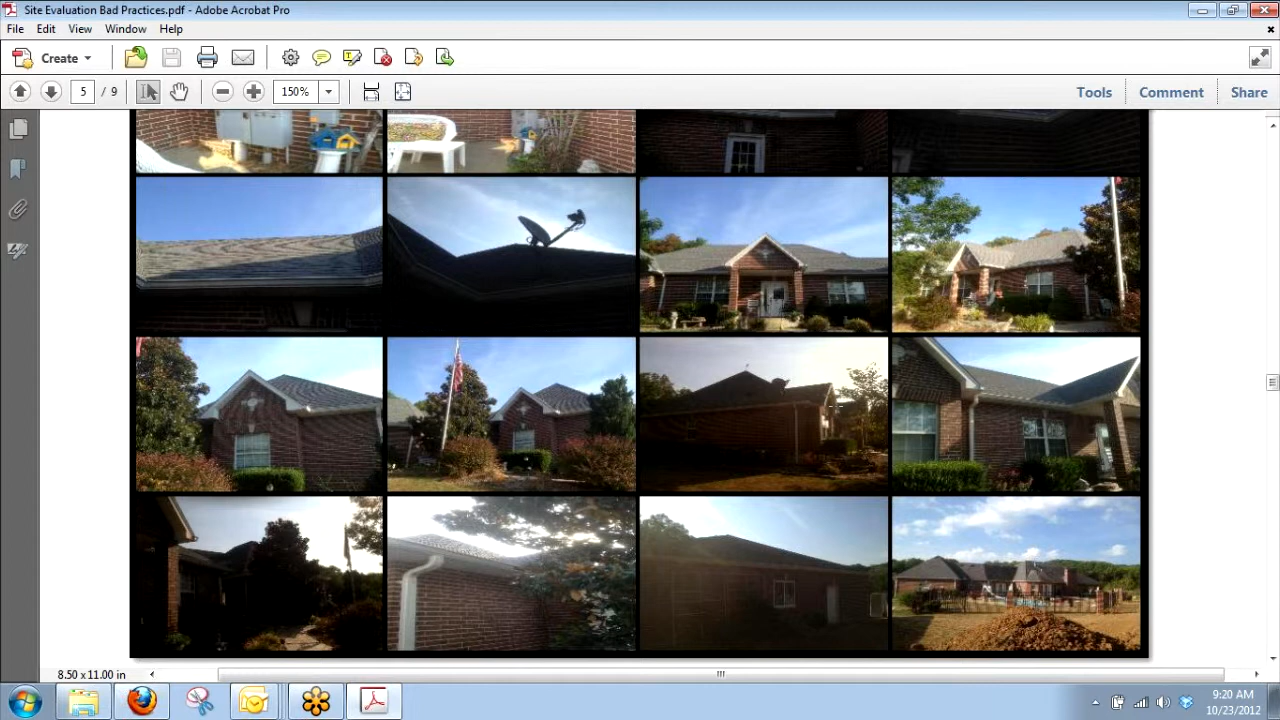 Site Evaluation Bad Practices.pdf - Adobe Acrobat Pro
File Edit View Window Help
Create
5 / 9 150% Tools Comment Share
8.50 x 11.00 in
9:20 AM
10/23/2012